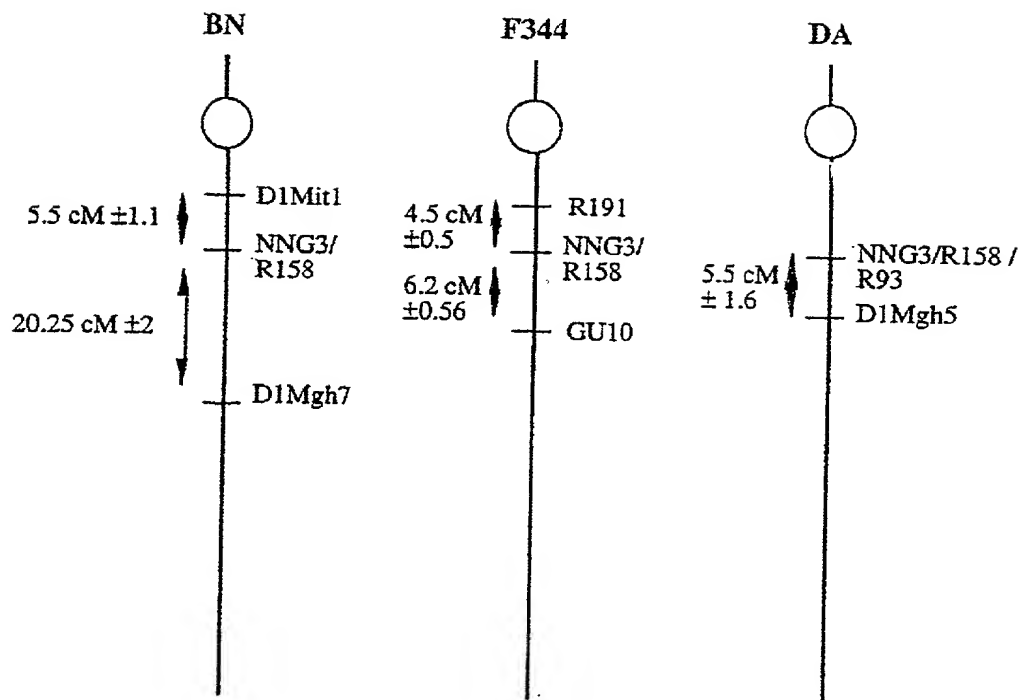 BN
F344
DA
D1Mit1
5.5 cM ±1.1
NNG3/
R158
20.25 cM ±2
D1Mgh7
R191
4.5 cM
±0.5
NNG3/
R158
6.2 cM
±0.56
GU10
NNG3/R158 /
R93
5.5 cM
± 1.6
D1Mgh5